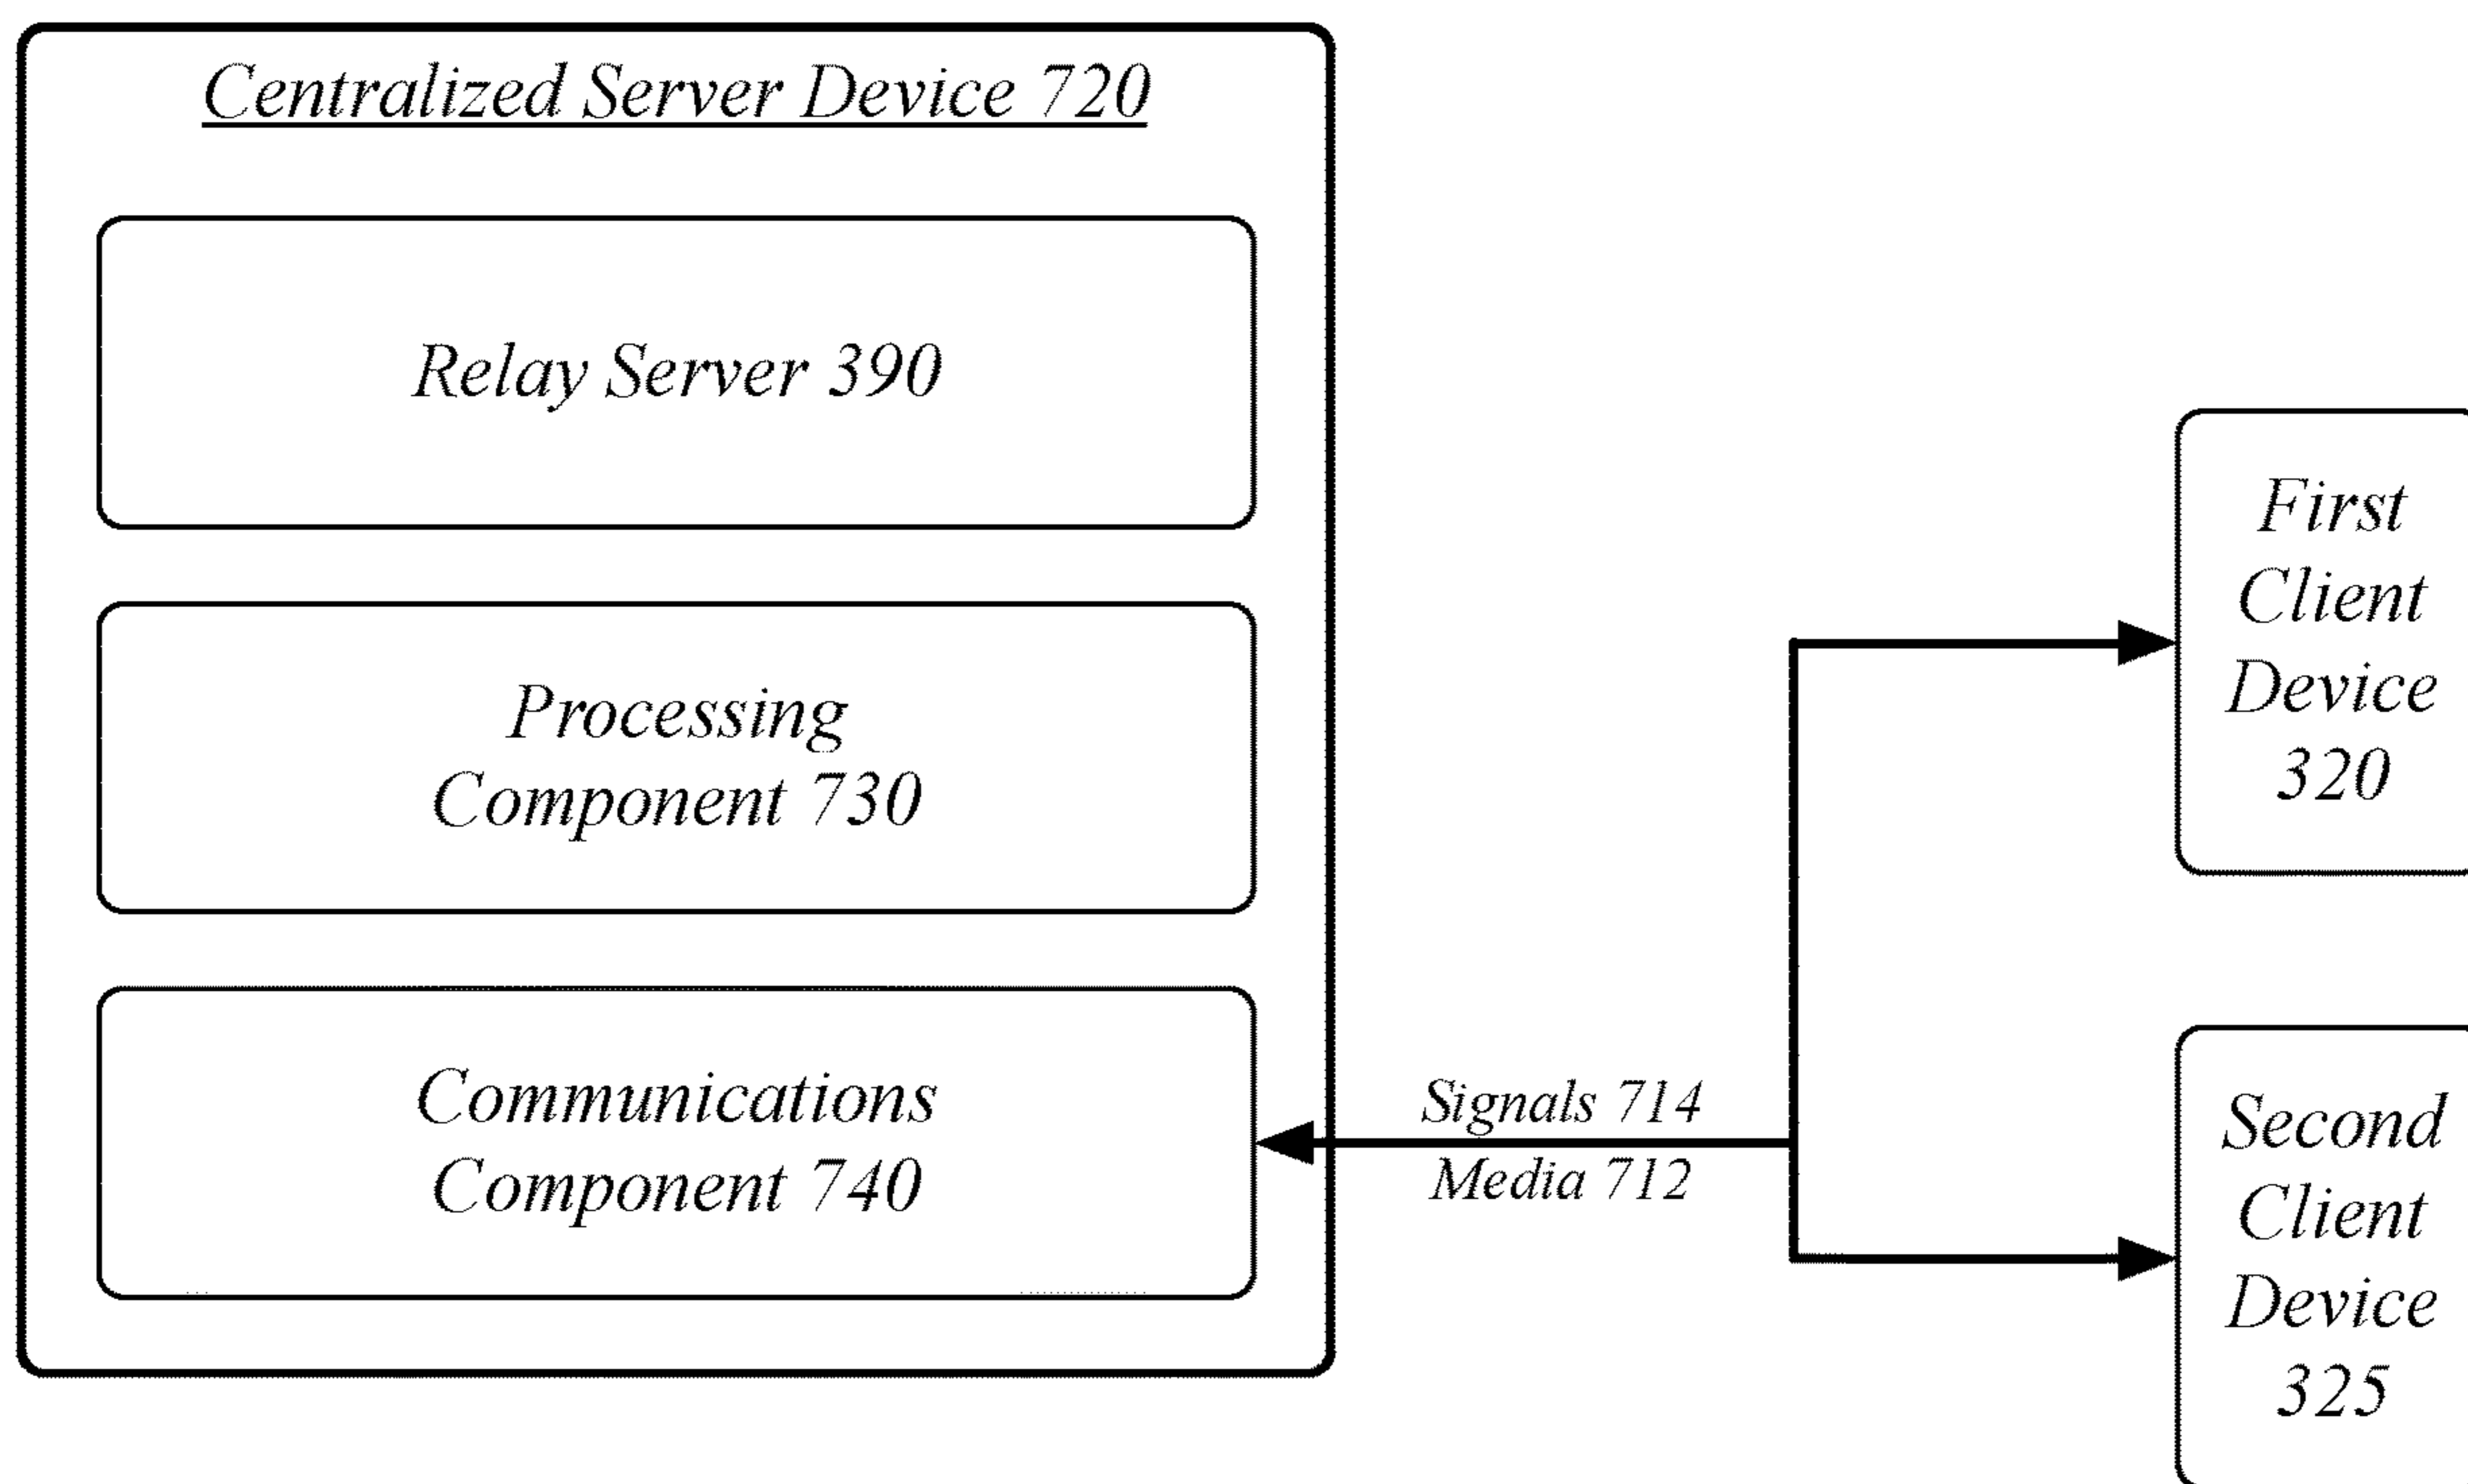 Centralized Server Device 720
Relay Server 390
Processing
Component 730
Communications
Component 740
Signals 714
Media 712
First
Client
Device
320
Second
Client
Device
325